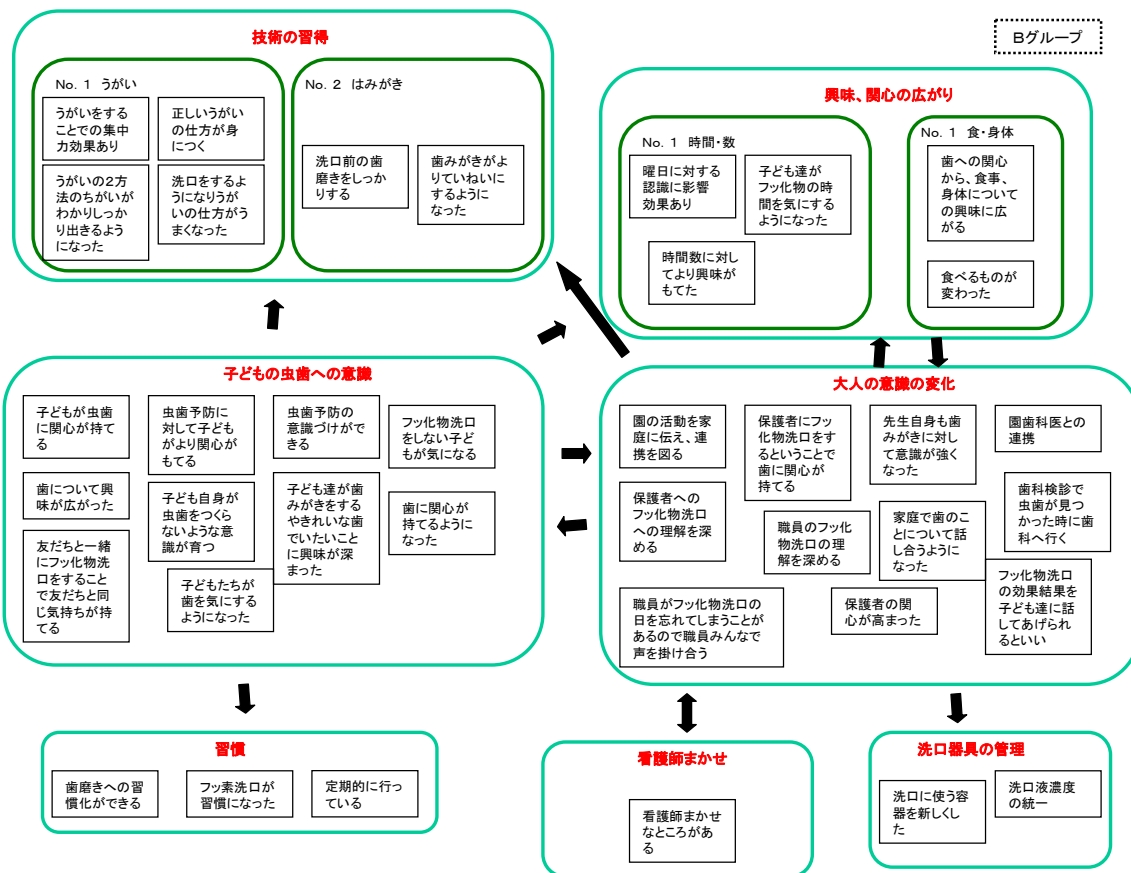 Bグループ
技術の習得
No. 1 うがい
うがいをする
ことでの集中
力効果あり
正しいうがい
の仕方が身
につく
うがいの2方
法のちがいが
わかりしっか
り出きるよう
になった
洗口をするよ
うになりうが
いの仕方がう
まくなった
No. 2 はみがき
洗口前の歯
磨きをしっか
りする
歯みがきがよ
りていねいに
するように
なった
興味、関心の広がり
No. 1 時間・数
曜日に対する
認識に影響
効果あり
子ども達が
フッ化物の時
間を気にする
ようになった
時間数に対し
てより興味が
もてた
No. 1 食・身体
歯への関心
から、食事、
身体について
の興味に広
がる
食べるものが
変わった
子どもの虫歯への意識
子どもが虫歯
に関心が持て
る
虫歯予防に
対して子ども
がより関心が
もてる
虫歯予防の
意識づけがで
きる
フッ化物洗口
をしない子ど
もが気になる
歯について興
味が広がった
子ども自身が
虫歯をつくら
ないような意
識が育つ
子ども達が歯
みがきをする
やきれいな歯
でいたいこと
に興味が深
まった
歯に関心が
持てるように
なった
友だちと一緒
にフッ化物洗
口をすること
で友だちと同
じ気持ちが持
てる
子どもたちが
歯を気にする
ようになった
大人の意識の変化
園の活動を家
庭に伝え、連
携を図る
保護者にフッ
化物洗口をす
るということで
歯に関心が
持てる
先生自身も歯
みがきに対し
て意識が強く
なった
園歯科医との
連携
保護者への
フッ化物洗口
への理解を深
める
職員のフッ化
物洗口の理
解を深める
家庭で歯のこ
とについて話
し合うように
なった
歯科検診で
虫歯が見つ
かった時に歯
科へ行く
職員がフッ化物洗口の
日を忘れてしまうことが
あるので職員みんなで
声を掛け合う
保護者の関
心が高まった
フッ化物洗口
の効果結果を
子ども達に話
してあげられ
るといい
習慣
歯磨きへの習
慣化ができる
フッ素洗口が
習慣になった
定期的に行っ
ている
看護師まかせ
看護師まかせ
なところがあ
る
洗口器具の管理
洗口に使う容
器を新しくし
た
洗口液濃度
の統一